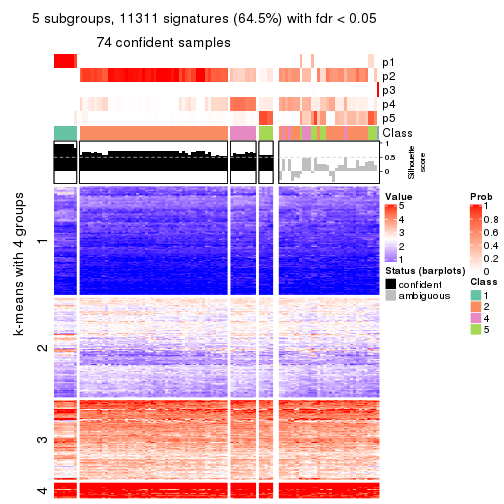 5 subgroups, 11311 signatures (64.5%) with fdr < 0.05
74 confident samples
p1
p2
p3
p4
p5
Class
1
0.5
0
Silhouette
score
k-means with 4 groups
1
2
3
4
Value
5
4
3
2
1
Status (barplots)
confident
ambiguous
Prob
1
0.8
0.6
0.4
0.2
0
Class
1
2
4
5